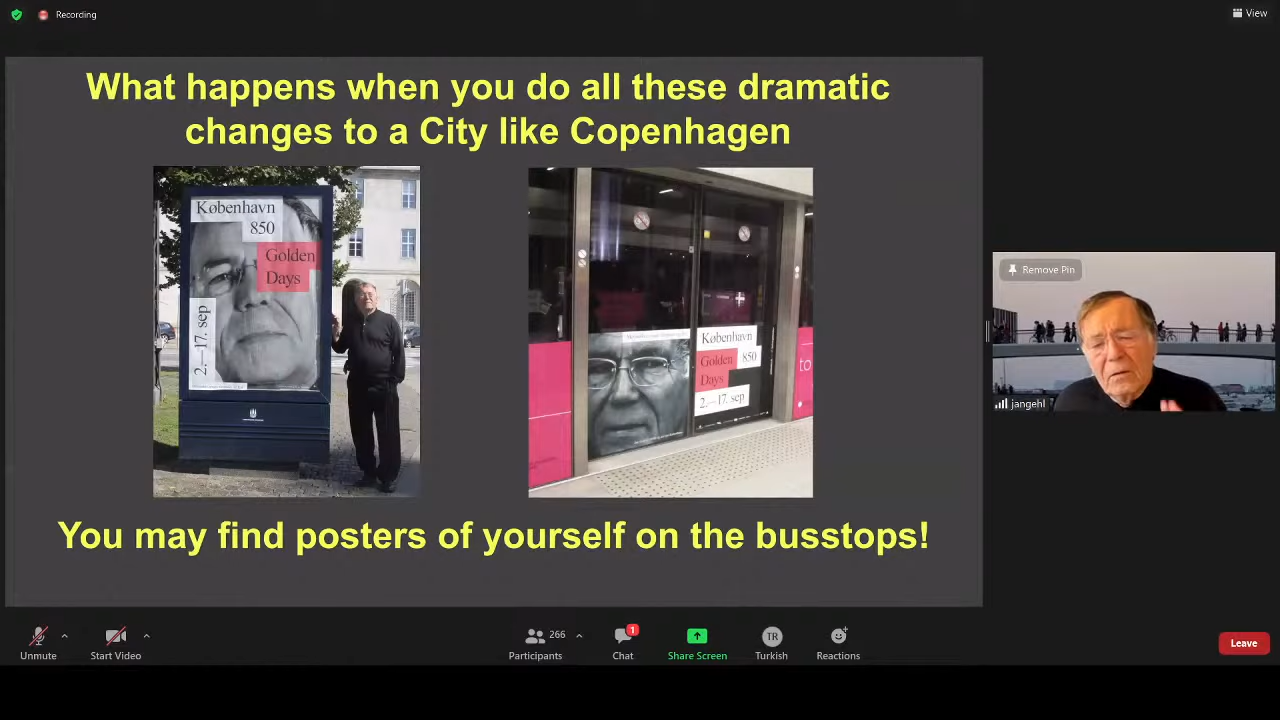 Recording
View
What happens when you do all these dramatic
changes to a City like Copenhagen
København
850
Golden
Days
2.—17. sep
København
Golden 850
Days
2.—17. sep
to
Remove Pin
jangehl
You may find posters of yourself on the busstops!
Unmute
Start Video
266
Participants
1
Chat
Share Screen
TR
Turkish
Reactions
Leave